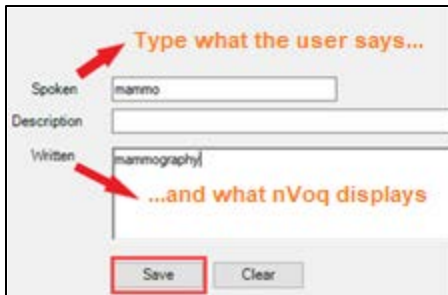 Type what the user says...
Spoken mammo
Description
Written mammography
...and what nVoq displays
Save Clear